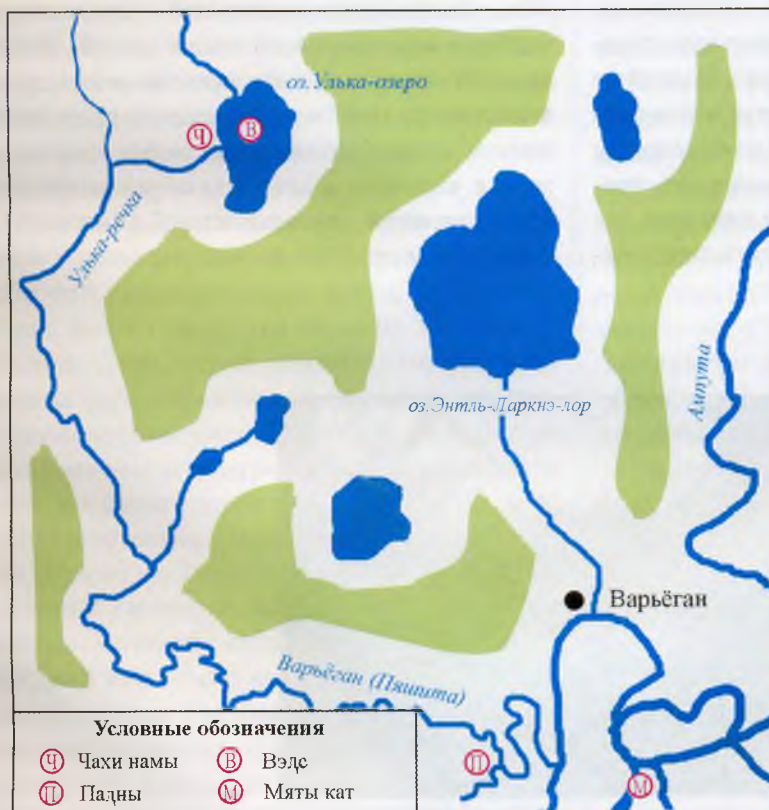 оз.Улька-озеро
Ч
В
Улька-речка
оз.Энтль-Ларкнэ-лор
Ампута
Варьёган
Варьёган (Пяшита)
П
М
Условные обозначения
Ч Чахи намы
В Вэде
П Падны
М Мяты кат